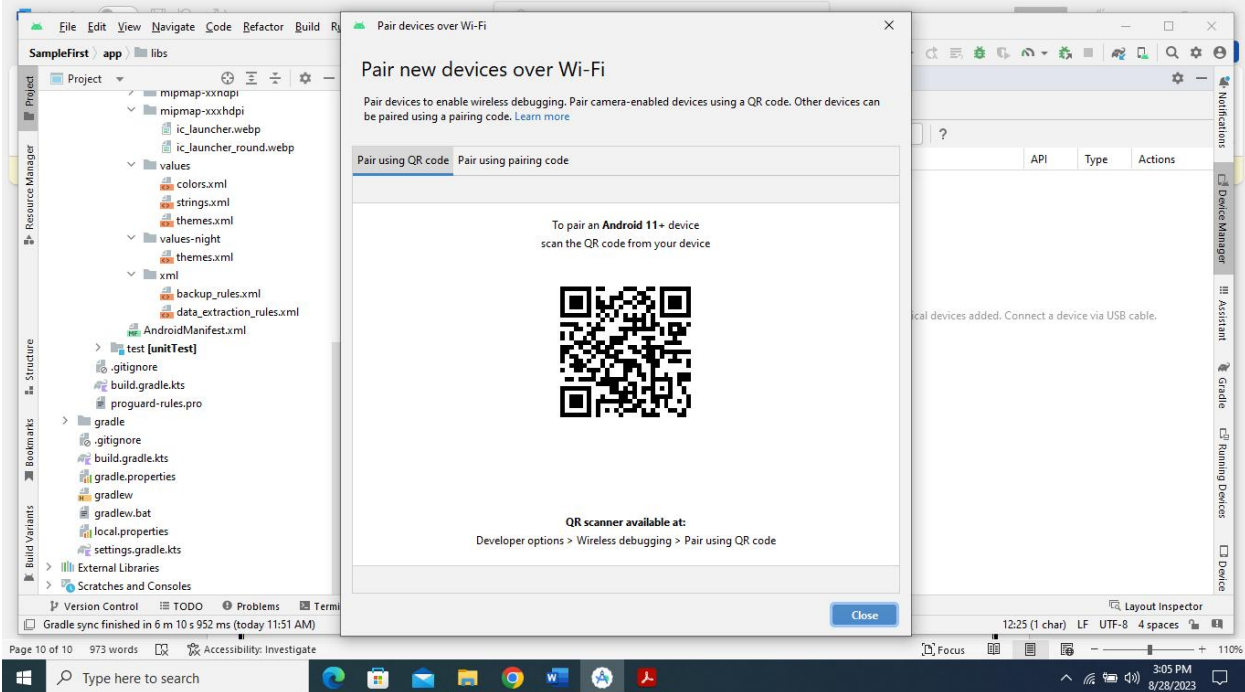 File Edit View Navigate Code Refactor Build
Pair devices over Wi-Fi
SampleFirst app libs
Project
mipmap-xxhdpi
mipmap-xxxhdpi
ic_launcher.webp
ic_launcher_round.webp
values
colors.xml
strings.xml
themes.xml
values-night
themes.xml
xml
backup_rules.xml
data_extraction_rules.xml
AndroidManifest.xml
test [unitTest]
.gitignore
build.gradle.kts
proguard-rules.pro
gradle
.gitignore
build.gradle.kts
gradle.properties
gradlew
gradlew.bat
local.properties
settings.gradle.kts
External Libraries
Scratches and Consoles
Project
Resource Manager
Structure
Bookmarks
Build Variants
Pair new devices over Wi-Fi
Pair devices to enable wireless debugging. Pair camera-enabled devices using a QR code. Other devices can
be paired using a pairing code. Learn more
Pair using QR code Pair using pairing code
To pair an Android 11+ device
scan the QR code from your device
QR scanner available at:
Developer options > Wireless debugging > Pair using QR code
Close
?
API Type Actions
ical devices added. Connect a device via USB cable.
Notifications
Device Manager
Assistant
Gradle
Running Devices
Device
Version Control TODO Problems Termi
Layout Inspector
Gradle sync finished in 6 m 10 s 952 ms (today 11:51 AM)
12:25 (1 char) LF UTF-8 4 spaces
Page 10 of 10 973 words Accessibility: Investigate
Focus
110%
Type here to search
3:05 PM
8/28/2023